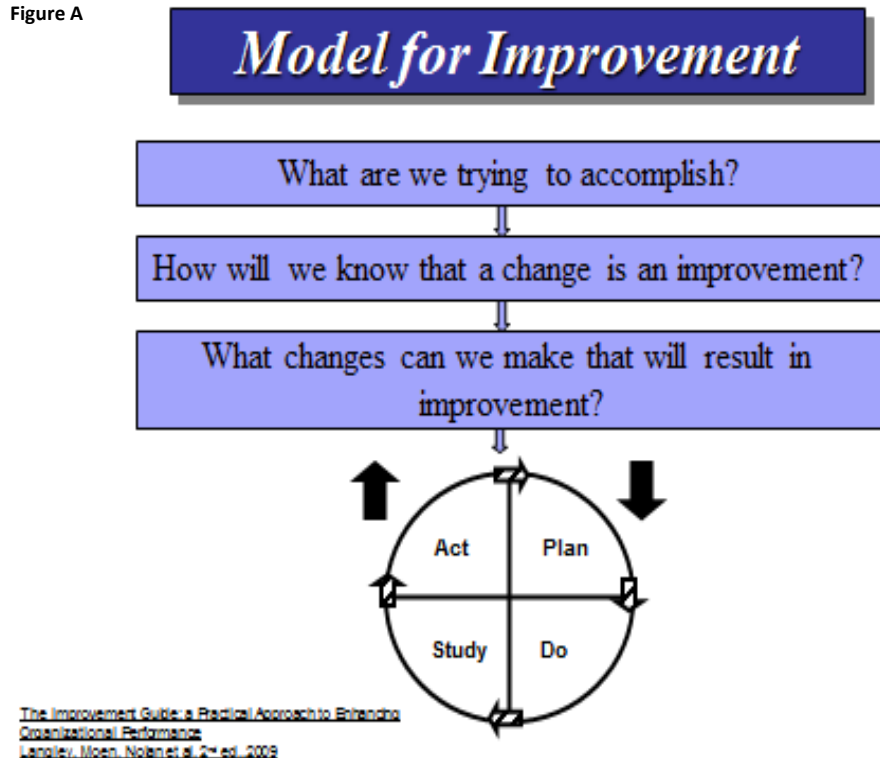 Figure A
Model for Improvement
What are we trying to accomplish?
How will we know that a change is an improvement?
What changes can we make that will result in
improvement?
Act
Plan
Study
Do
The Improvement Guide: a Practical Approach to Enhancing
Organizational Performance
Langley, Moen, Nolan et al. 2nd ed. 2009